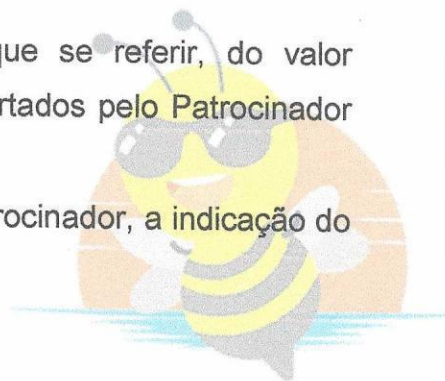 que se referir, do valor
rtados pelo Patrocinador
rocinador, a indicação do